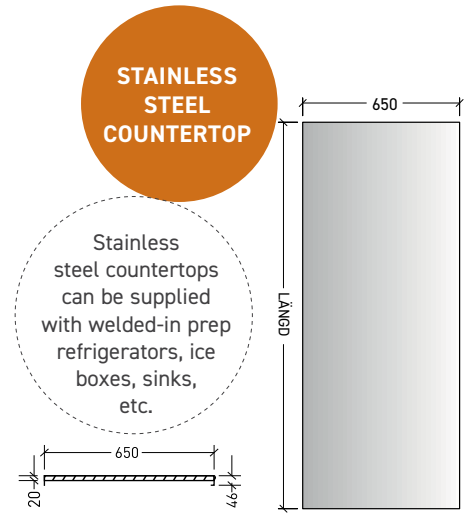 STAINLESS
STEEL
COUNTERTOP
650
LÄNGD
Stainless
steel countertops
can be supplied
with welded-in prep
refrigerators, ice
boxes, sinks,
etc.
650
20
46